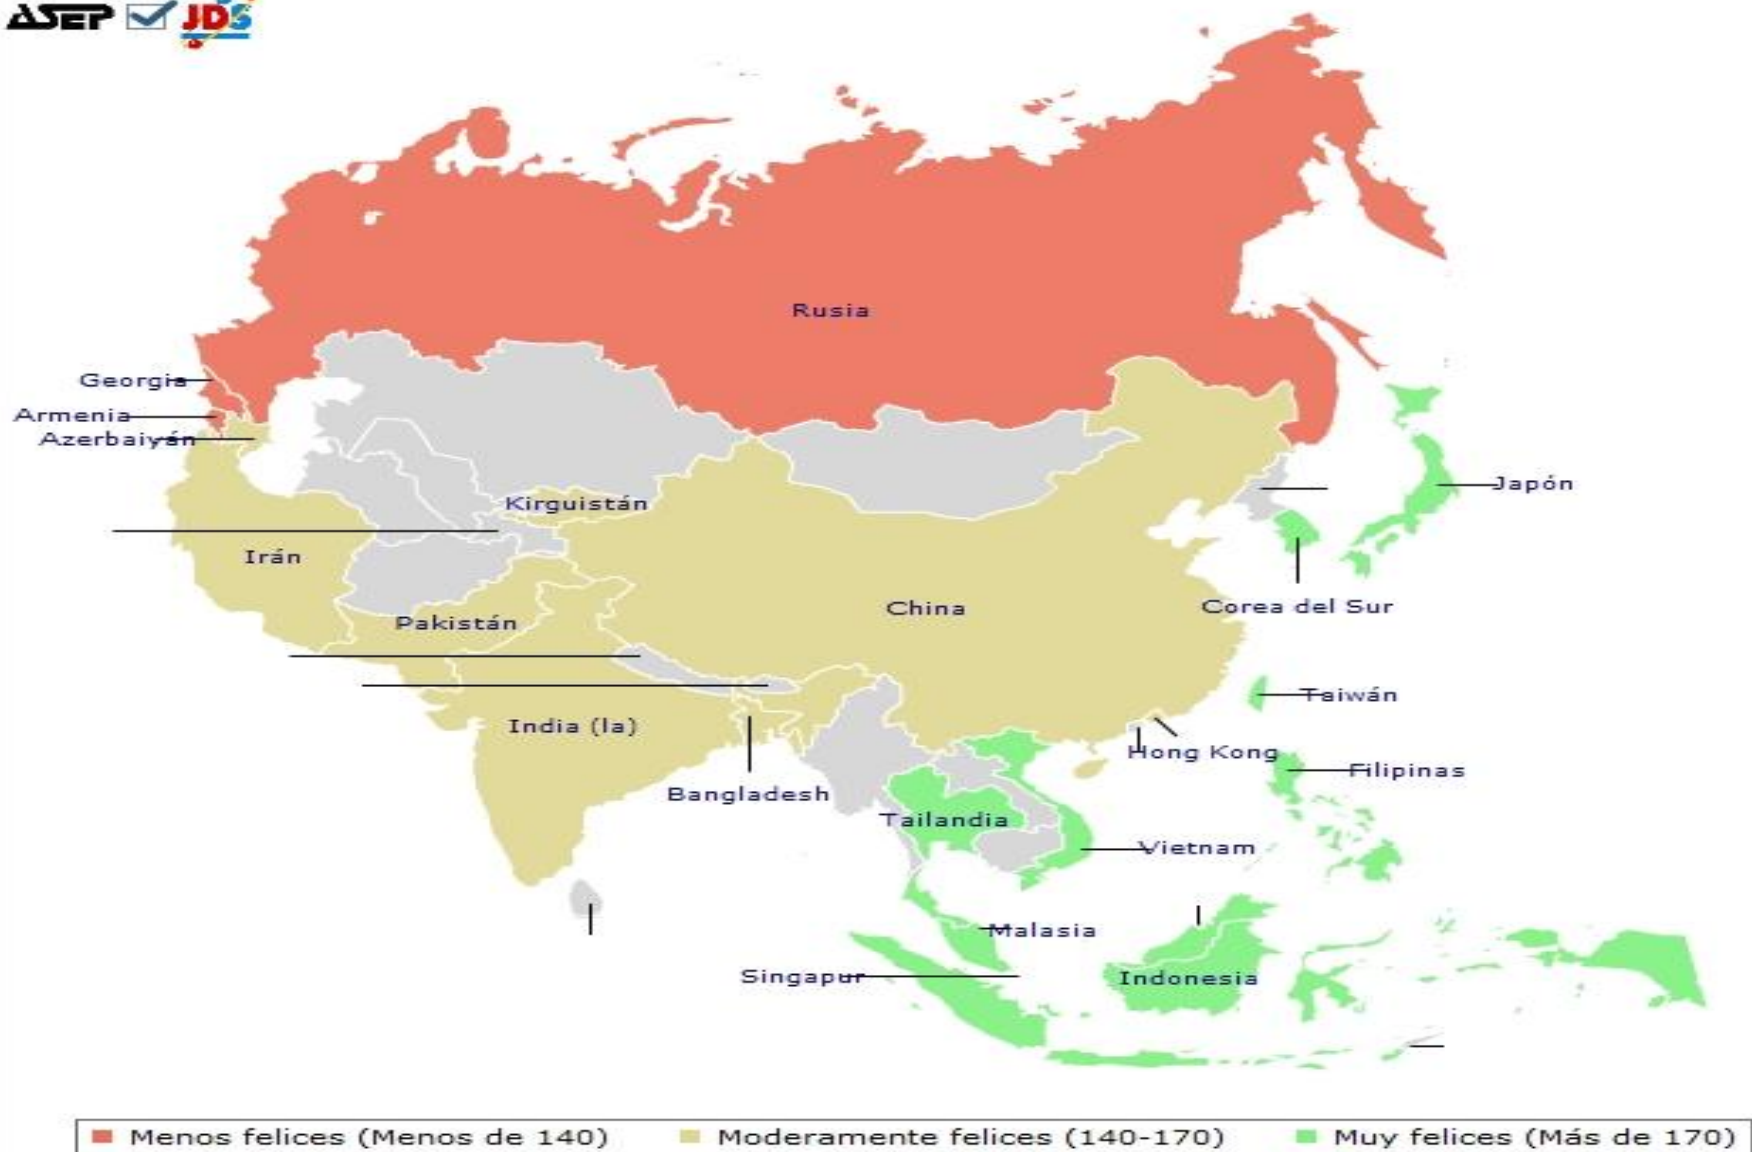 ASEP JDS
Rusia
Georgia
Armenia
Azerbaiyán
Kirguistán
Japón
Irán
China
Corea del Sur
Pakistán
Taiwán
India (la)
Hong Kong
Filipinas
Bangladesh
Tailandia
Vietnam
Malasia
Singapur
Indonesia
Menos felices (Menos de 140) Moderamente felices (140-170) Muy felices (Más de 170)